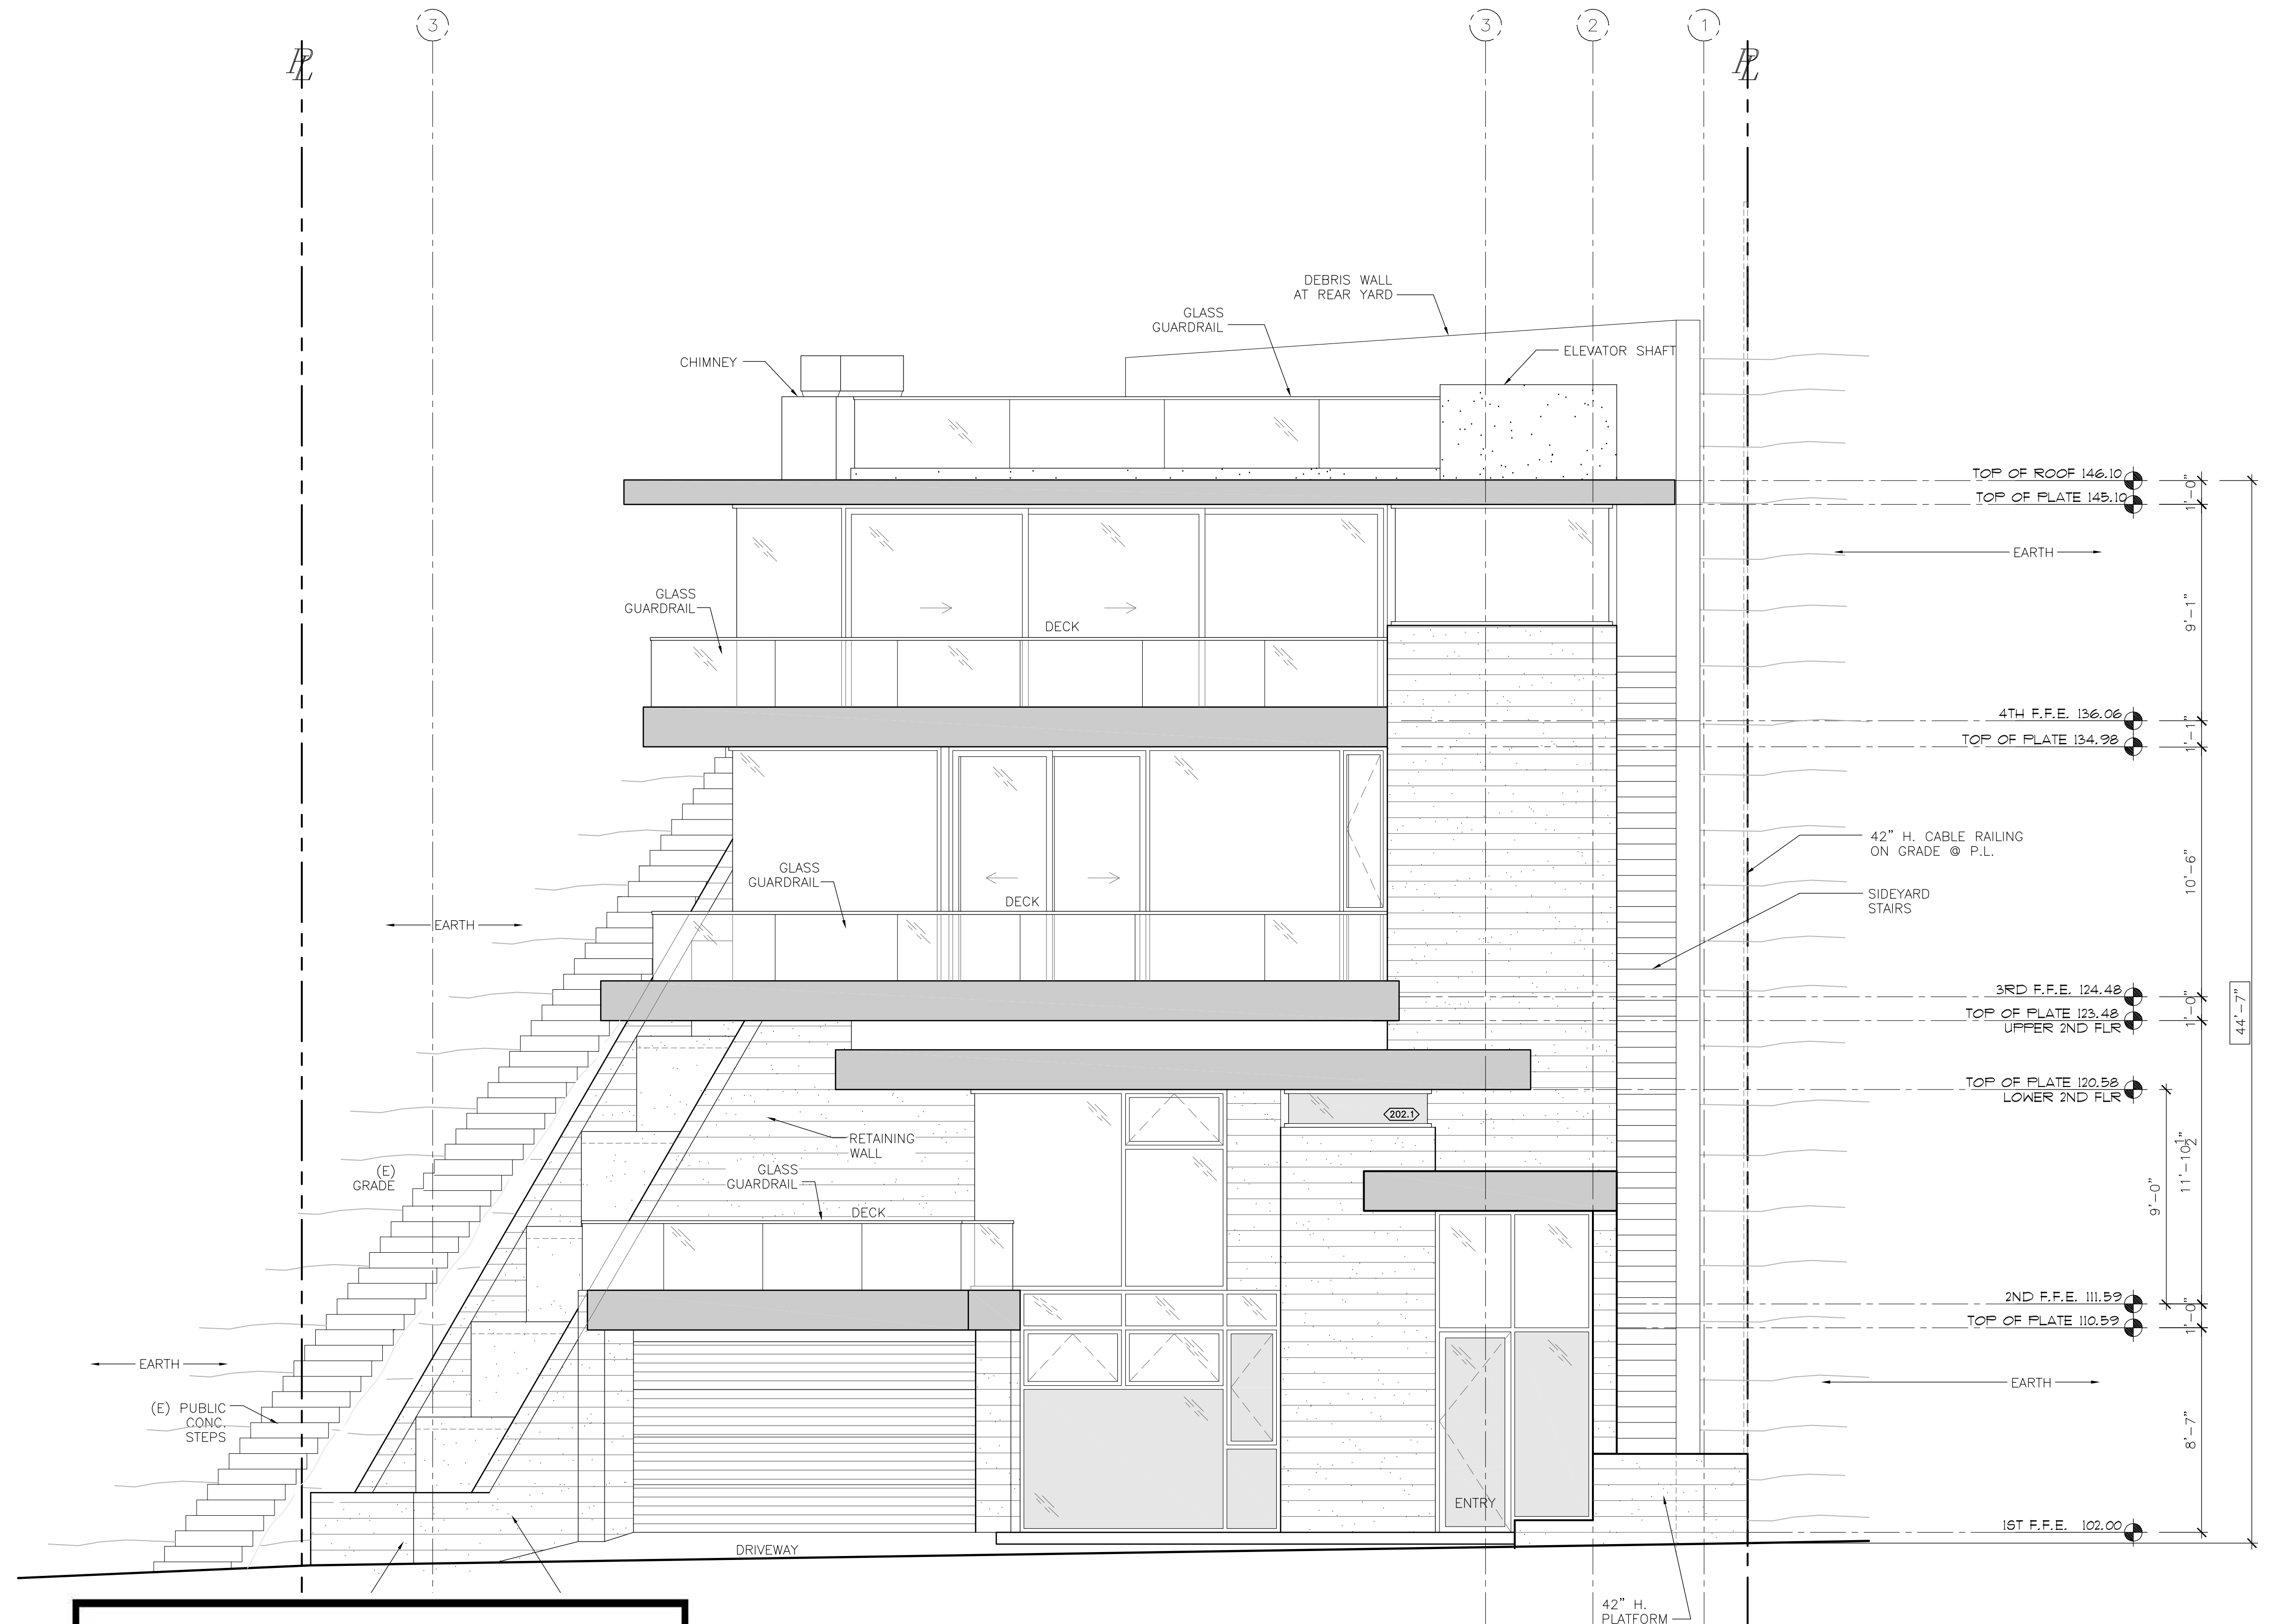 3
3
2
1
PL
PL
DEBRIS WALL
AT REAR YARD
GLASS
GUARDRAIL
CHIMNEY
ELEVATOR SHAFT
TOP OF ROOF 146.10
1'-0"
TOP OF PLATE 145.10
EARTH
GLASS
GUARDRAIL
DECK
9'-1"
4TH F.F.E. 136.06
1'-1"
TOP OF PLATE 134.98
42" H. CABLE RAILING
ON GRADE @ P.L.
GLASS
GUARDRAIL
10'-6"
DECK
SIDEYARD
STAIRS
EARTH
3RD F.F.E. 124.48
1'-0"
TOP OF PLATE 123.48
UPPER 2ND FLR
44'-7"
TOP OF PLATE 120.58
LOWER 2ND FLR
202.1
RETAINING
WALL
11'-10 1/2"
(E)
GRADE
GLASS
GUARDRAIL
9'-0"
DECK
2ND F.F.E. 111.59
1'-0"
TOP OF PLATE 110.59
EARTH
EARTH
(E) PUBLIC
CONC.
STEPS
8'-7"
ENTRY
1ST F.F.E. 102.00
DRIVEWAY
42" H.
PLATFORM